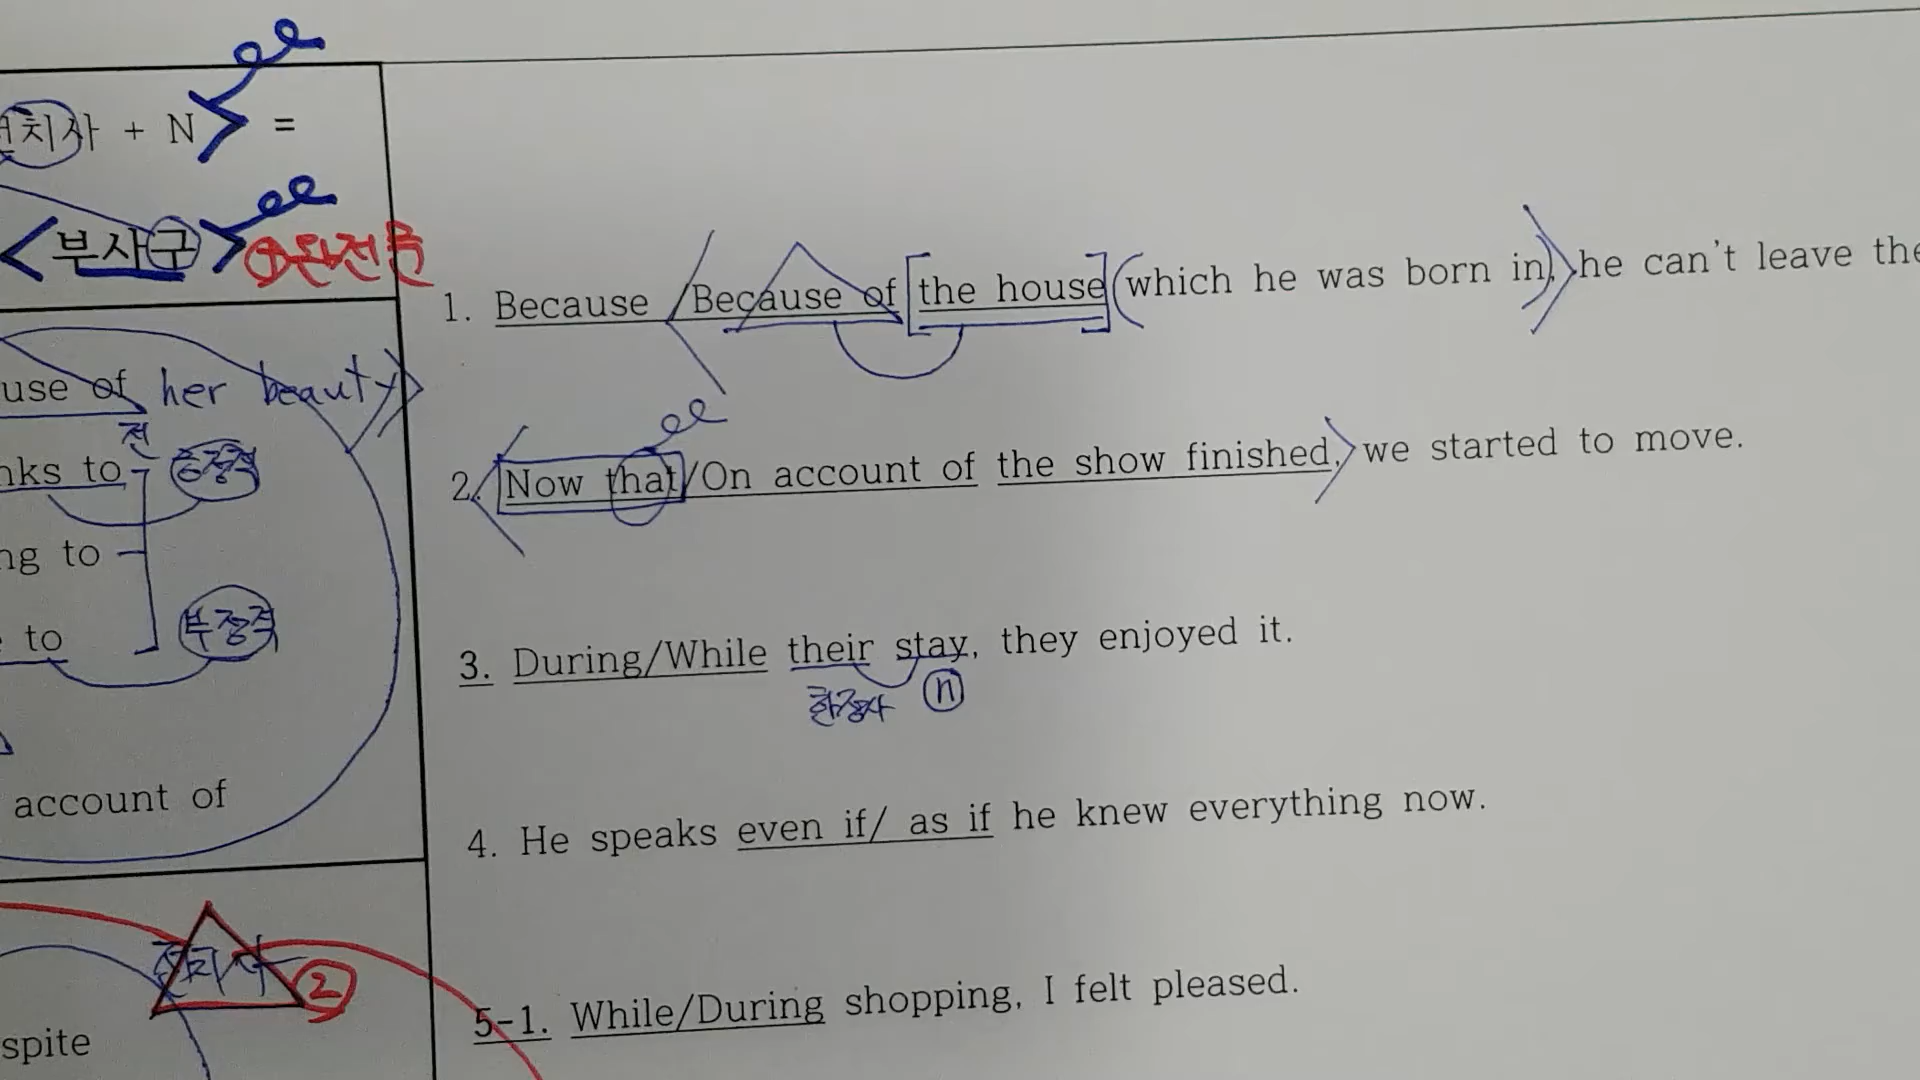 치사 + N > =
<부사구> ① 완전문
use of her beauty>
전
nks to 긍정적
ng to
to 부정적
account of
전치사 ②
spite
1. Because /Because of [the house] (which he was born in), he can't leave the
2. Now that/On account of the show finished, we started to move.
3. During/While their stay, they enjoyed it.
한정사 n
4. He speaks even if/ as if he knew everything now.
5-1. While/During shopping, I felt pleased.